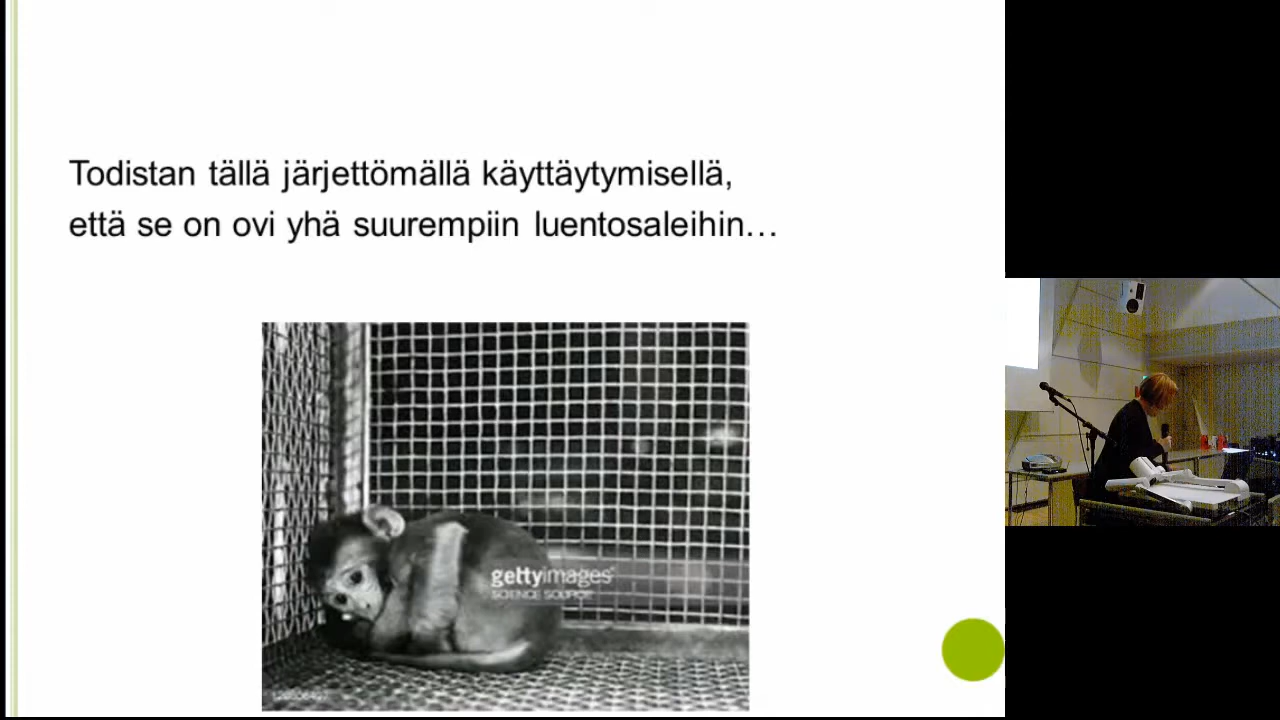 Todistan tällä järjettömällä käyttäytymisellä,
että se on ovi yhä suurempiin luentosaleihin…
gettyimages®
SCIENCE SOURCE